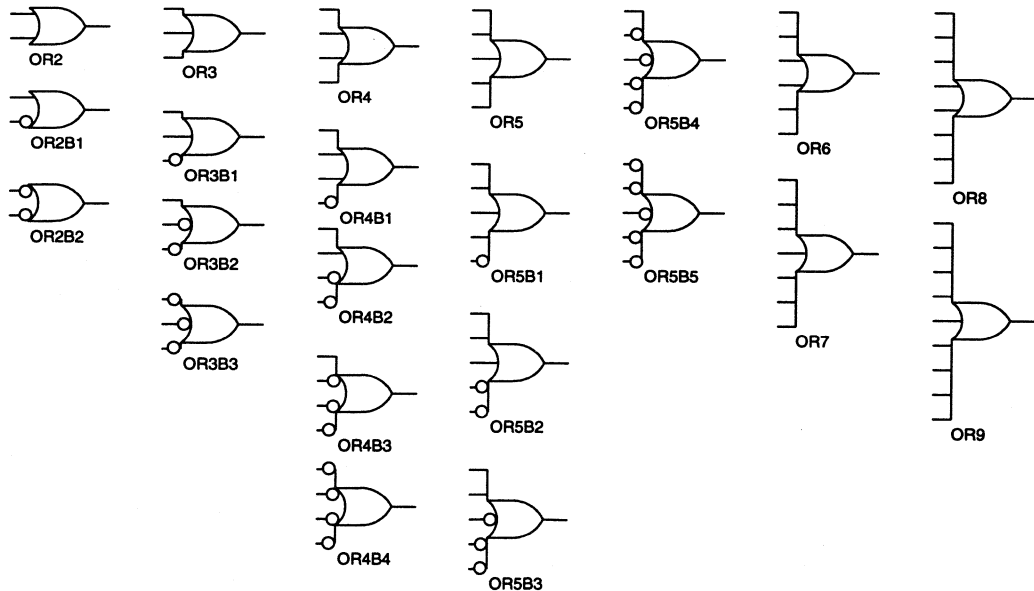 OR2
OR2B1
OR2B2
OR3
OR3B1
OR3B2
OR3B3
OR4
OR4B1
OR4B2
OR4B3
OR4B4
OR5
OR5B1
OR5B2
OR5B3
OR5B4
OR5B5
OR6
OR7
OR8
OR9